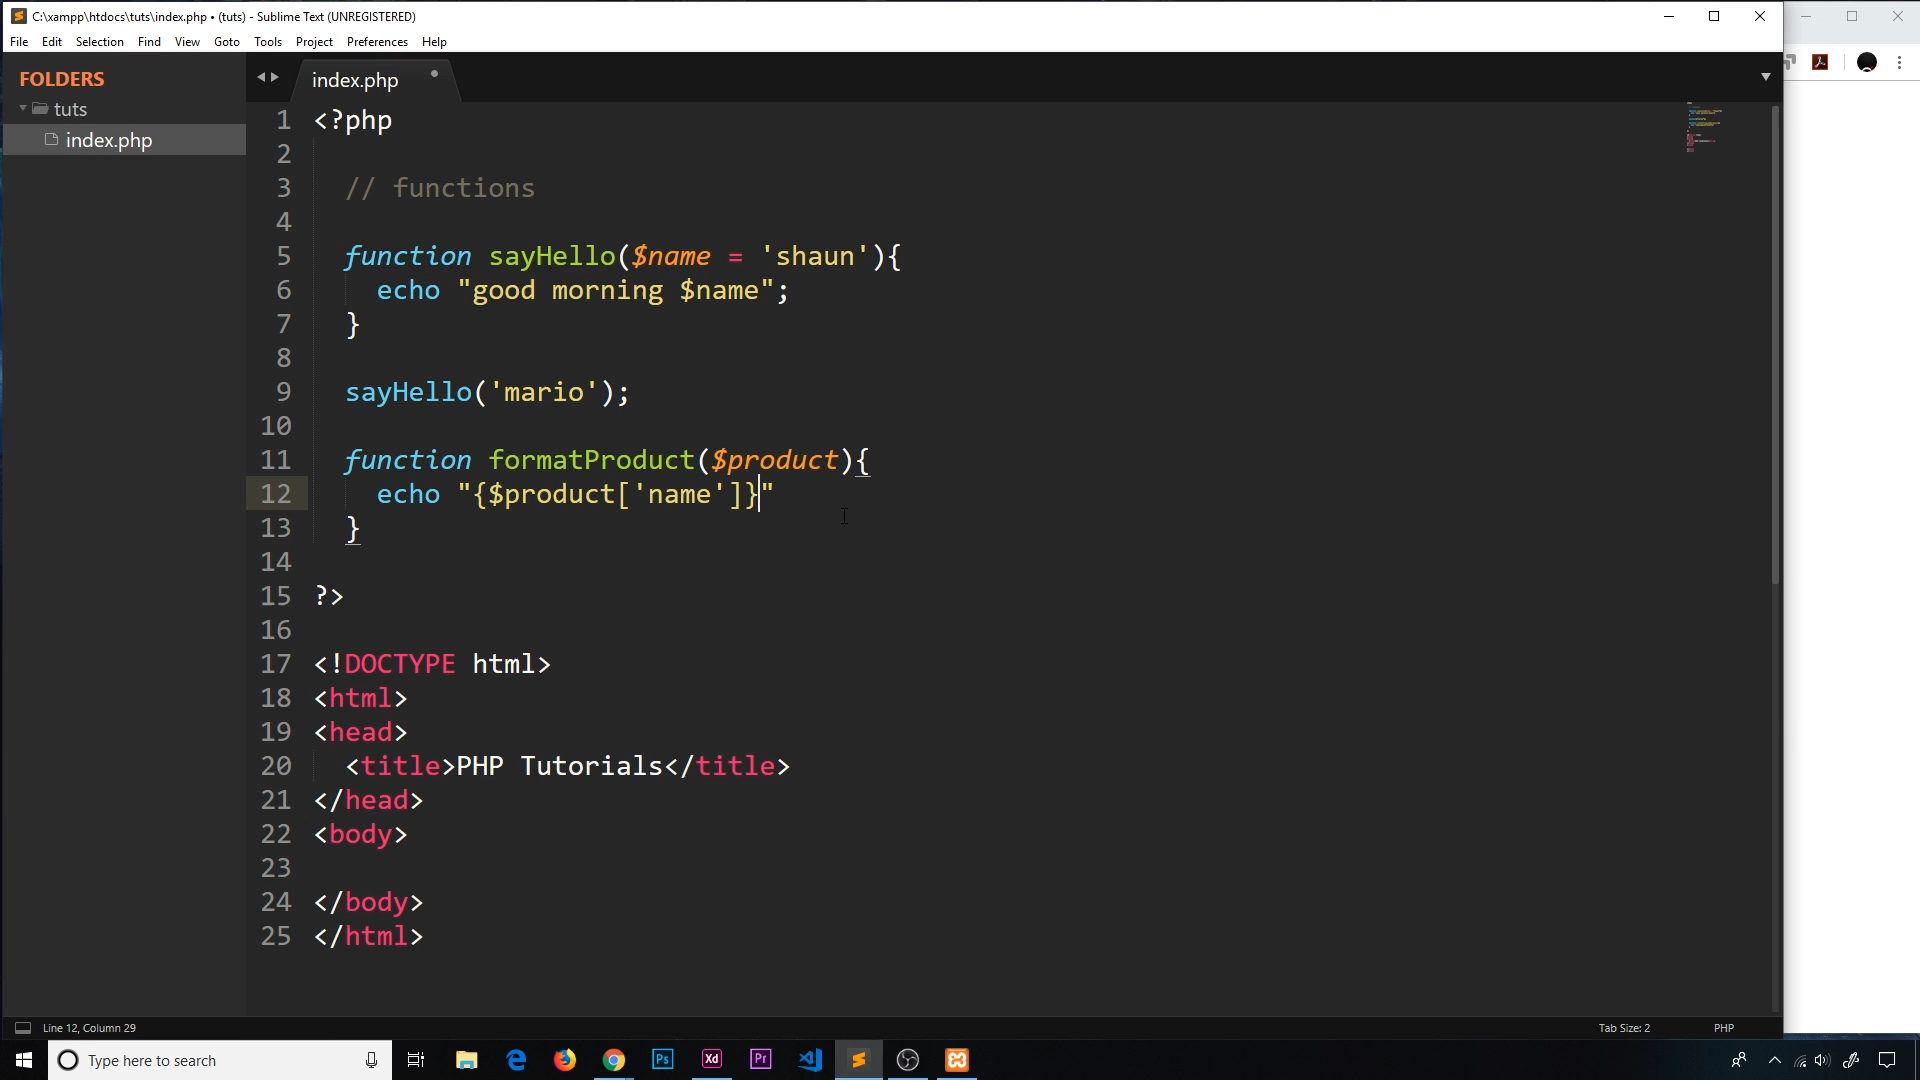 C:\xampp\htdocs\tuts\index.php • (tuts) - Sublime Text (UNREGISTERED)
File Edit Selection Find View Goto Tools Project Preferences Help
FOLDERS
tuts
index.php
index.php
1 <?php
2
3 // functions
4
5 function sayHello($name = 'shaun'){
6 echo "good morning $name";
7 }
8
9 sayHello('mario');
10
11 function formatProduct($product){
12 echo "{$product['name']}"
13 }
14
15 ?>
16
17 <!DOCTYPE html>
18 <html>
19 <head>
20 <title>PHP Tutorials</title>
21 </head>
22 <body>
23
24 </body>
25 </html>
Line 12, Column 29
Tab Size: 2
PHP
Type here to search
Ps
Xd
Pr